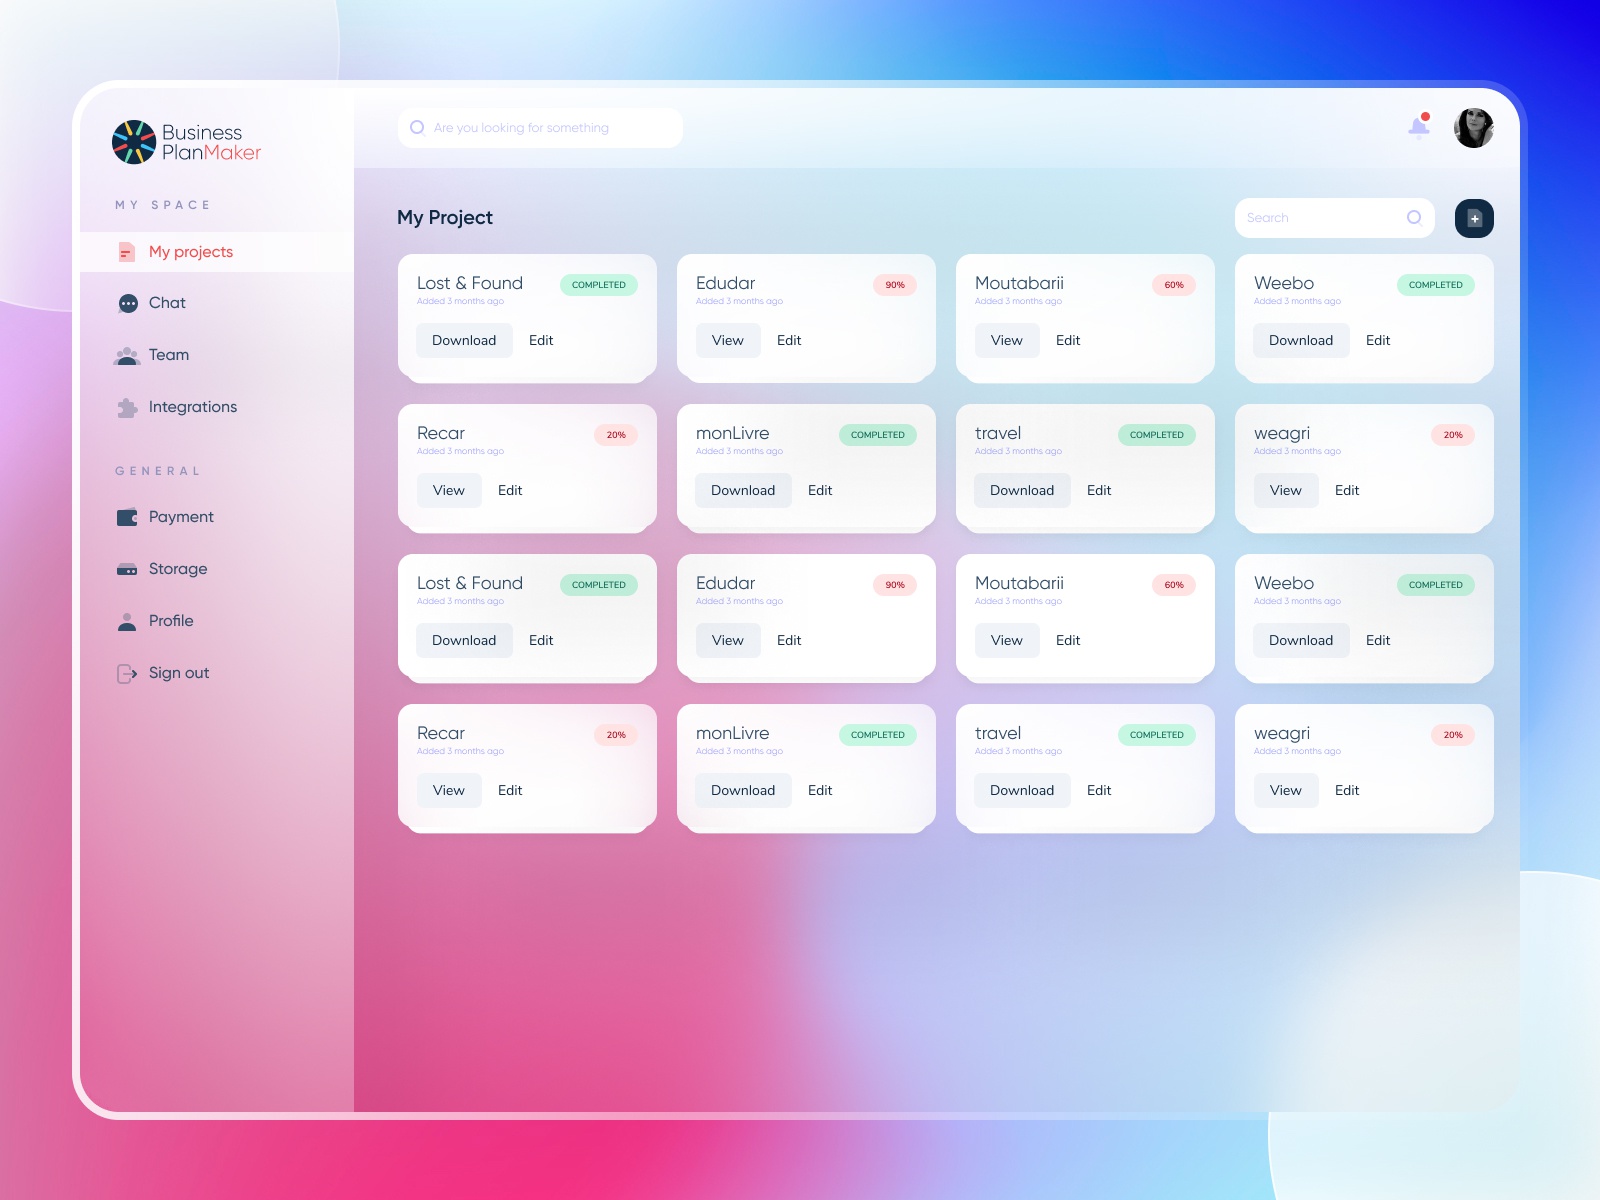 Business
PlanMaker
MY SPACE
My projects
Chat
Team
Integrations
GENERAL
Payment
Storage
Profile
Sign out
Are you looking for something
My Project
Search
Lost & Found COMPLETED
Added 3 months ago
Download Edit
Edudar 90%
Added 3 months ago
View Edit
Moutabarii 60%
Added 3 months ago
View Edit
Weebo COMPLETED
Added 3 months ago
Download Edit
Recar 20%
Added 3 months ago
View Edit
monLivre COMPLETED
Added 3 months ago
Download Edit
travel COMPLETED
Added 3 months ago
Download Edit
weagri 20%
Added 3 months ago
View Edit
Lost & Found COMPLETED
Added 3 months ago
Download Edit
Edudar 90%
Added 3 months ago
View Edit
Moutabarii 60%
Added 3 months ago
View Edit
Weebo COMPLETED
Added 3 months ago
Download Edit
Recar 20%
Added 3 months ago
View Edit
monLivre COMPLETED
Added 3 months ago
Download Edit
travel COMPLETED
Added 3 months ago
Download Edit
weagri 20%
Added 3 months ago
View Edit